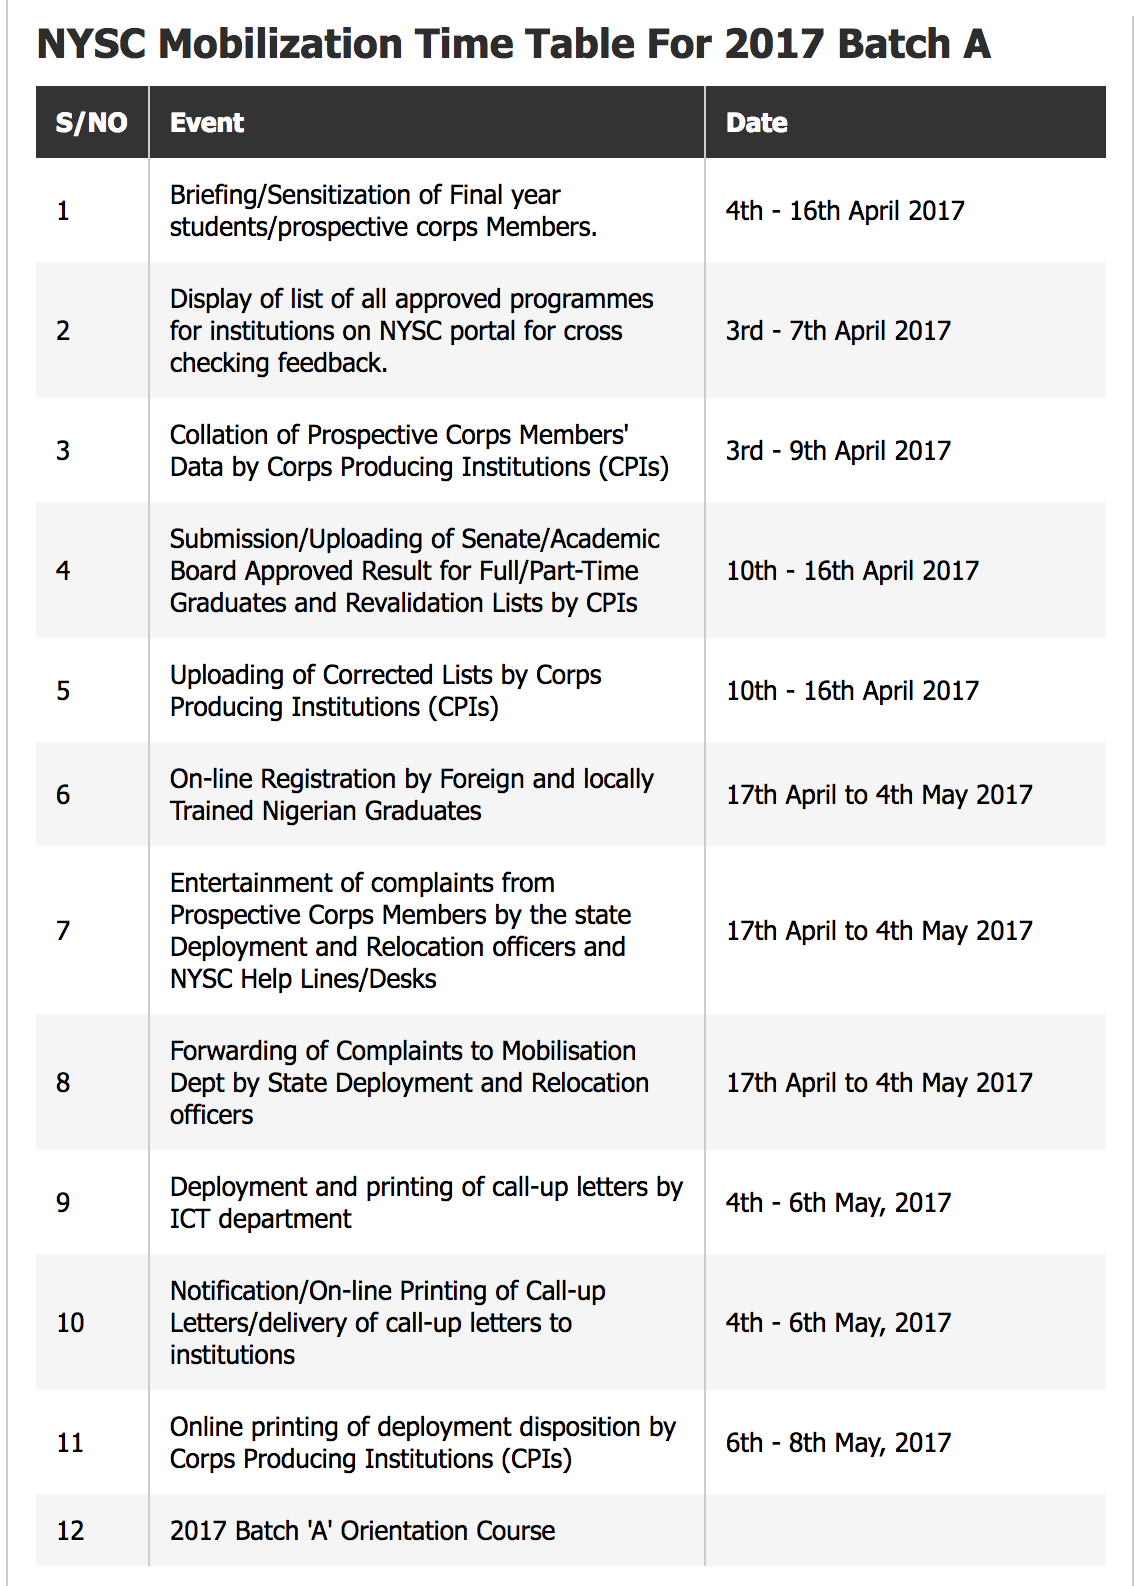 NYSC Mobilization Time Table For 2017 Batch A
S/NO Event Date
1 Briefing/Sensitization of Final year
students/prospective corps Members. 4th - 16th April 2017
2 Display of list of all approved programmes
for institutions on NYSC portal for cross
checking feedback. 3rd - 7th April 2017
3 Collation of Prospective Corps Members'
Data by Corps Producing Institutions (CPIs) 3rd - 9th April 2017
4 Submission/Uploading of Senate/Academic
Board Approved Result for Full/Part-Time
Graduates and Revalidation Lists by CPIs 10th - 16th April 2017
5 Uploading of Corrected Lists by Corps
Producing Institutions (CPIs) 10th - 16th April 2017
6 On-line Registration by Foreign and locally
Trained Nigerian Graduates 17th April to 4th May 2017
7 Entertainment of complaints from
Prospective Corps Members by the state
Deployment and Relocation officers and
NYSC Help Lines/Desks 17th April to 4th May 2017
8 Forwarding of Complaints to Mobilisation
Dept by State Deployment and Relocation
officers 17th April to 4th May 2017
9 Deployment and printing of call-up letters by
ICT department 4th - 6th May, 2017
10 Notification/On-line Printing of Call-up
Letters/delivery of call-up letters to
institutions 4th - 6th May, 2017
11 Online printing of deployment disposition by
Corps Producing Institutions (CPIs) 6th - 8th May, 2017
12 2017 Batch 'A' Orientation Course